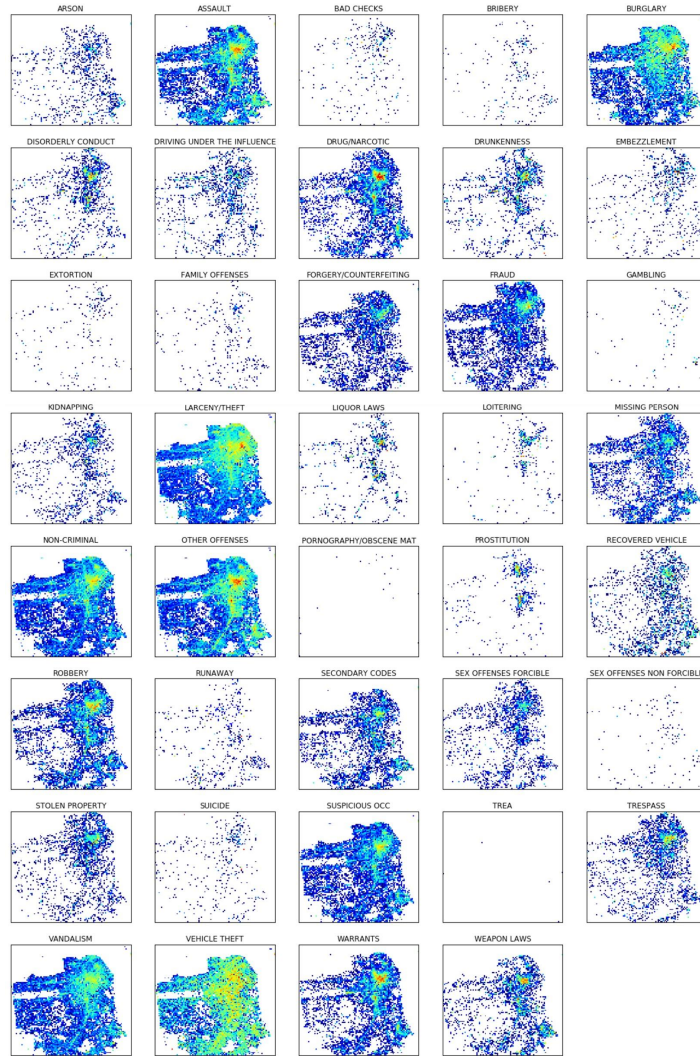 ARSON ASSAULT BAD CHECKS BRIBERY BURGLARY
DISORDERLY CONDUCT DRIVING UNDER THE INFLUENCE DRUG/NARCOTIC DRUNKENNESS EMBEZZLEMENT
EXTORTION FAMILY OFFENSES FORGERY/COUNTERFEITING FRAUD GAMBLING
KIDNAPPING LARCENY/THEFT LIQUOR LAWS LOITERING MISSING PERSON
NON-CRIMINAL OTHER OFFENSES PORNOGRAPHY/OBSCENE MAT PROSTITUTION RECOVERED VEHICLE
ROBBERY RUNAWAY SECONDARY CODES SEX OFFENSES FORCIBLE SEX OFFENSES NON FORCIBLE
STOLEN PROPERTY SUICIDE SUSPICIOUS OCC TREA TRESPASS
VANDALISM VEHICLE THEFT WARRANTS WEAPON LAWS